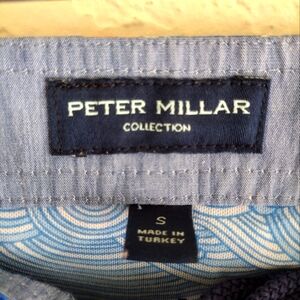 PETER MILLAR
COLLECTION
S
MADE IN
TURKEY